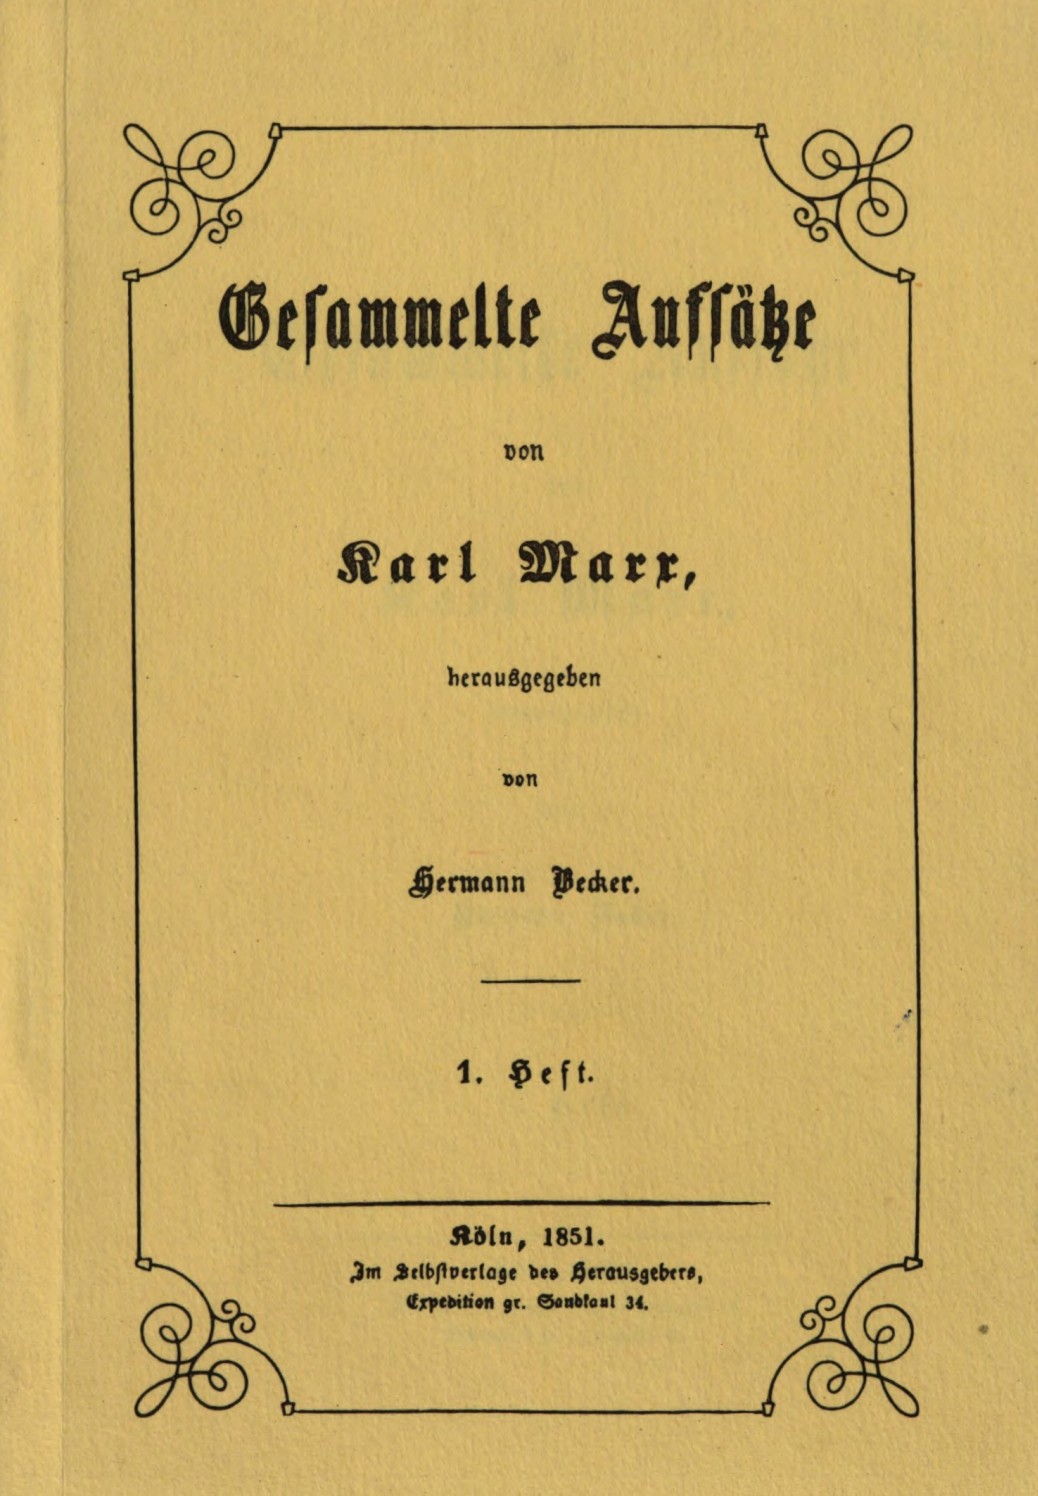 Gesammelte Aufsätze
von
Karl Marx,
herausgegeben
von
Hermann Becker.
1. Heft.
Köln, 1851.
Im Selbstverlage des Herausgebers,
Expedition gr. Sandkaul 34.